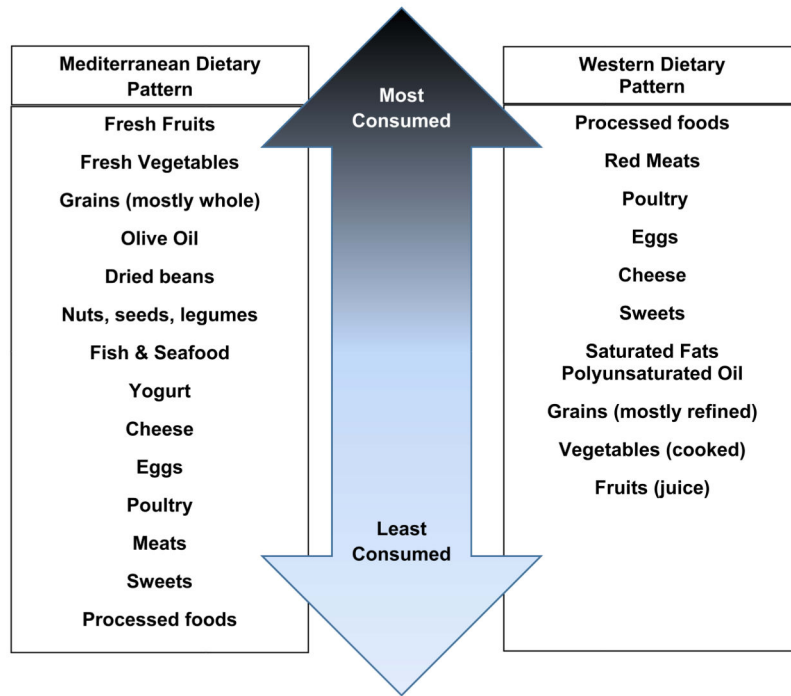 Mediterranean Dietary
Pattern
Fresh Fruits
Fresh Vegetables
Grains (mostly whole)
Olive Oil
Dried beans
Nuts, seeds, legumes
Fish & Seafood
Yogurt
Cheese
Eggs
Poultry
Meats
Sweets
Processed foods
Most
Consumed
Least
Consumed
Western Dietary
Pattern
Processed foods
Red Meats
Poultry
Eggs
Cheese
Sweets
Saturated Fats
Polyunsaturated Oil
Grains (mostly refined)
Vegetables (cooked)
Fruits (juice)